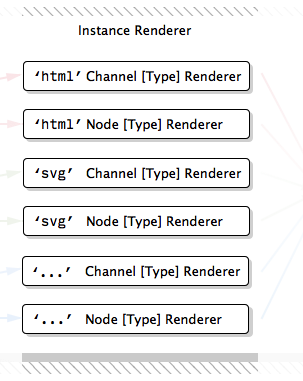 Instance Renderer
‘html’ Channel [Type] Renderer
‘html’ Node [Type] Renderer
‘svg’ Channel [Type] Renderer
‘svg’ Node [Type] Renderer
‘...’ Channel [Type] Renderer
‘...’ Node [Type] Renderer